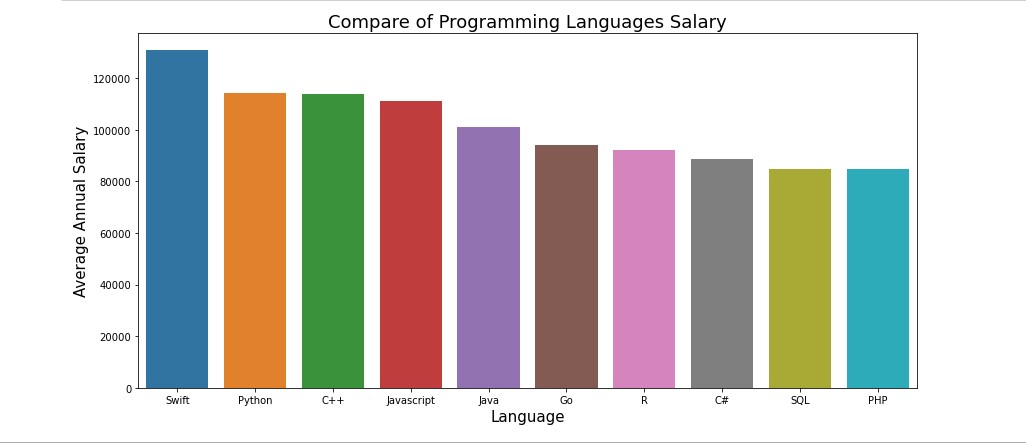 Compare of Programming Languages Salary
Average Annual Salary
120000
100000
80000
60000
40000
20000
0
Swift Python C++ Javascript Java Go R C# SQL PHP
Language